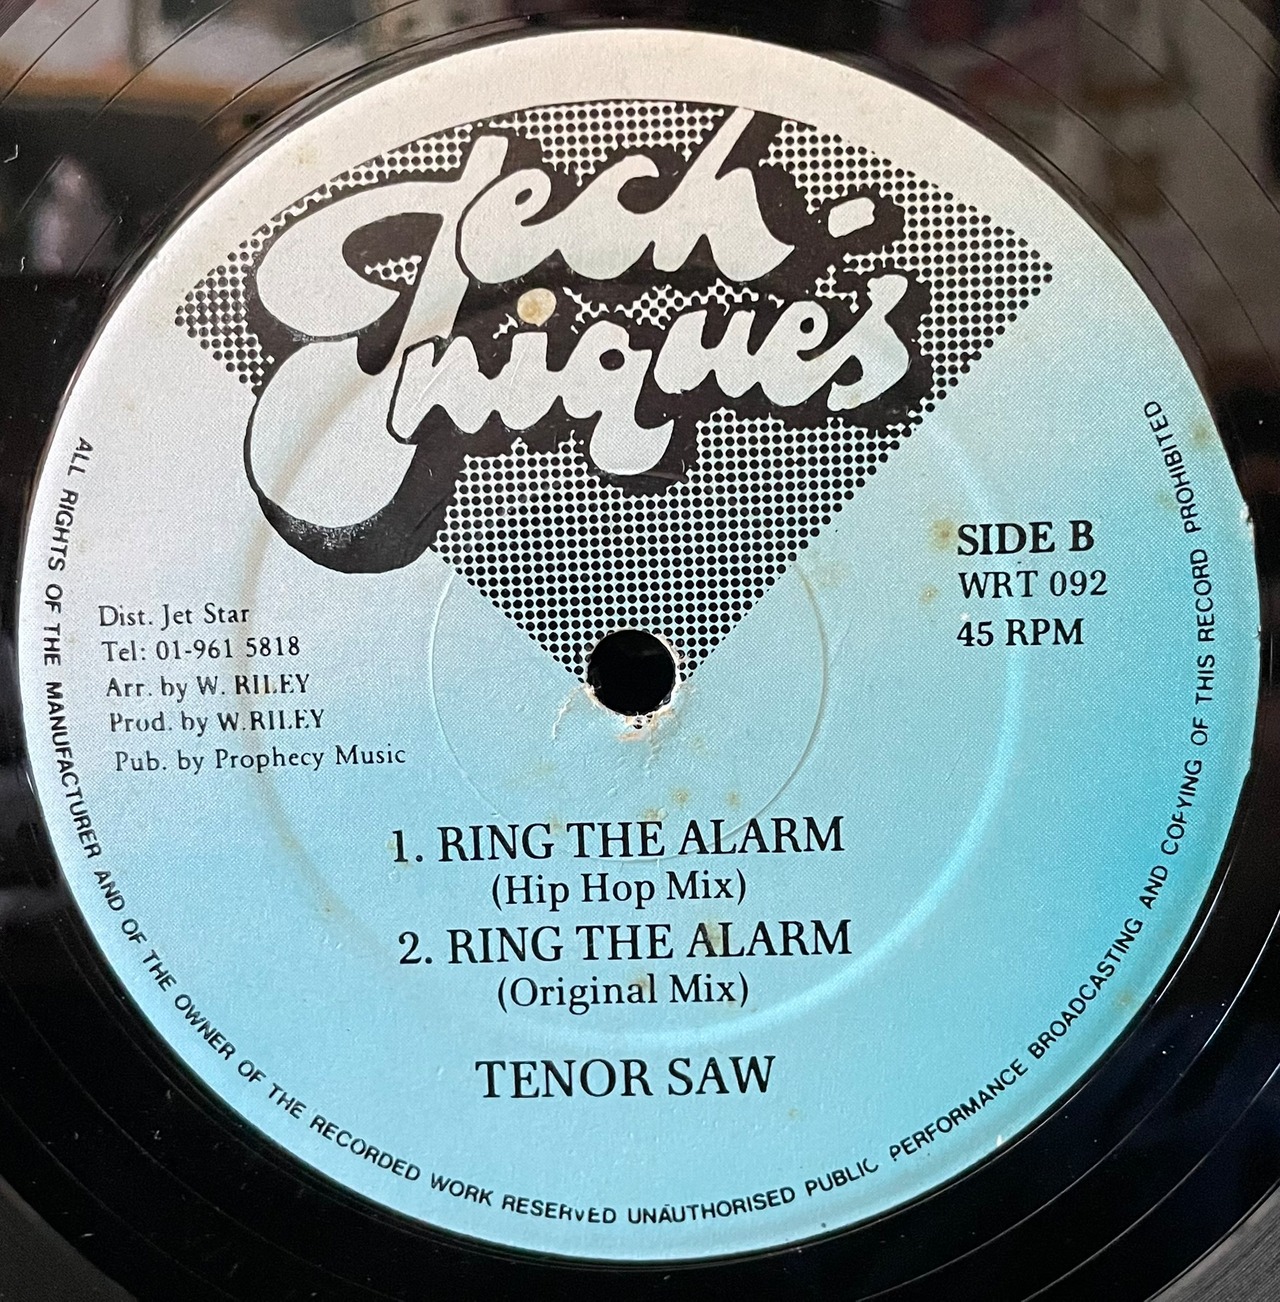 Tech-
niques
SIDE B
WRT 092
45 RPM
Dist. Jet Star
Tel: 01-961 5818
Arr. by W. RILEY
Prod. by W.RILEY
Pub. by Prophecy Music
1. RING THE ALARM
(Hip Hop Mix)
2. RING THE ALARM
(Original Mix)
TENOR SAW
ALL RIGHTS OF THE MANUFACTURER AND OF THE OWNER OF THE RECORDED WORK RESERVED UNAUTHORISED PUBLIC PERFORMANCE BROADCASTING AND COPYING OF THIS RECORD PROHIBITED